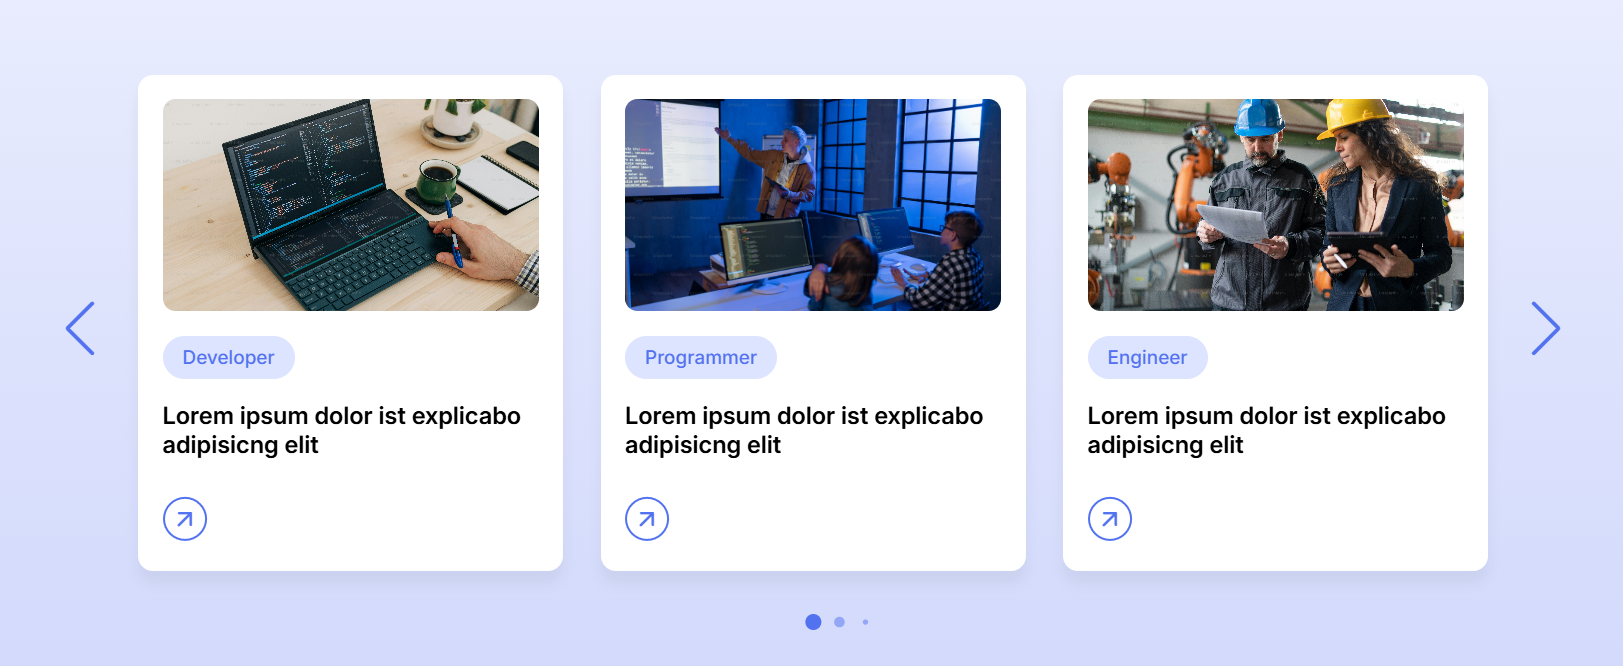 Developer
Lorem ipsum dolor ist explicabo
adipisicng elit
Programmer
Lorem ipsum dolor ist explicabo
adipisicng elit
Engineer
Lorem ipsum dolor ist explicabo
adipisicng elit